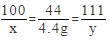 100/x = 44/4.4g = 111/y